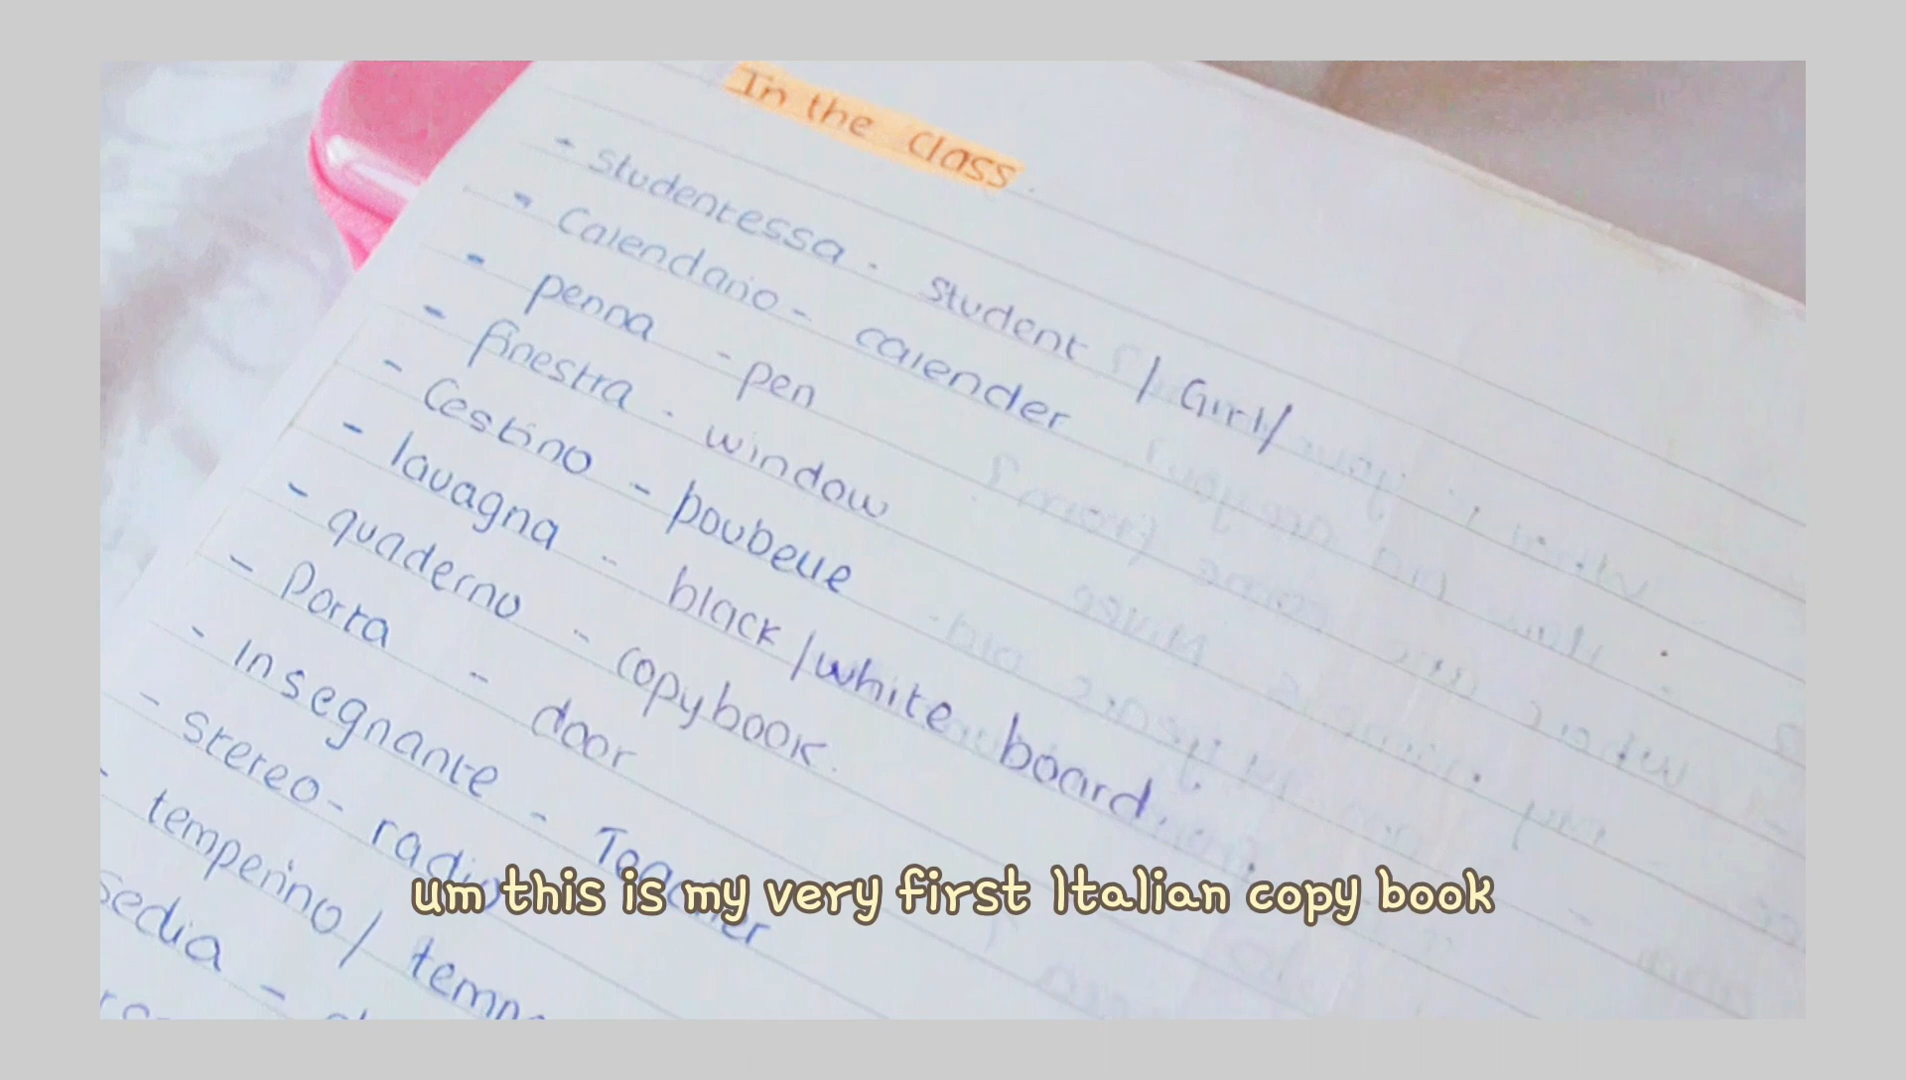 In the Class
- studentessa - student / Girl/
- Calendario - calender
- penna - pen
- finestra - window
- Cestino - poubelle
- lavagna - black/white board.
- quaderno - copybook.
- Porta - door
- Insegnante - Teacher
- stereo - radio
- temperino/
sedia -
um this is my very first Italian copy book